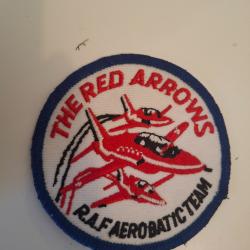 THE RED ARROWS
R.A.F AEROBATIC TEAM